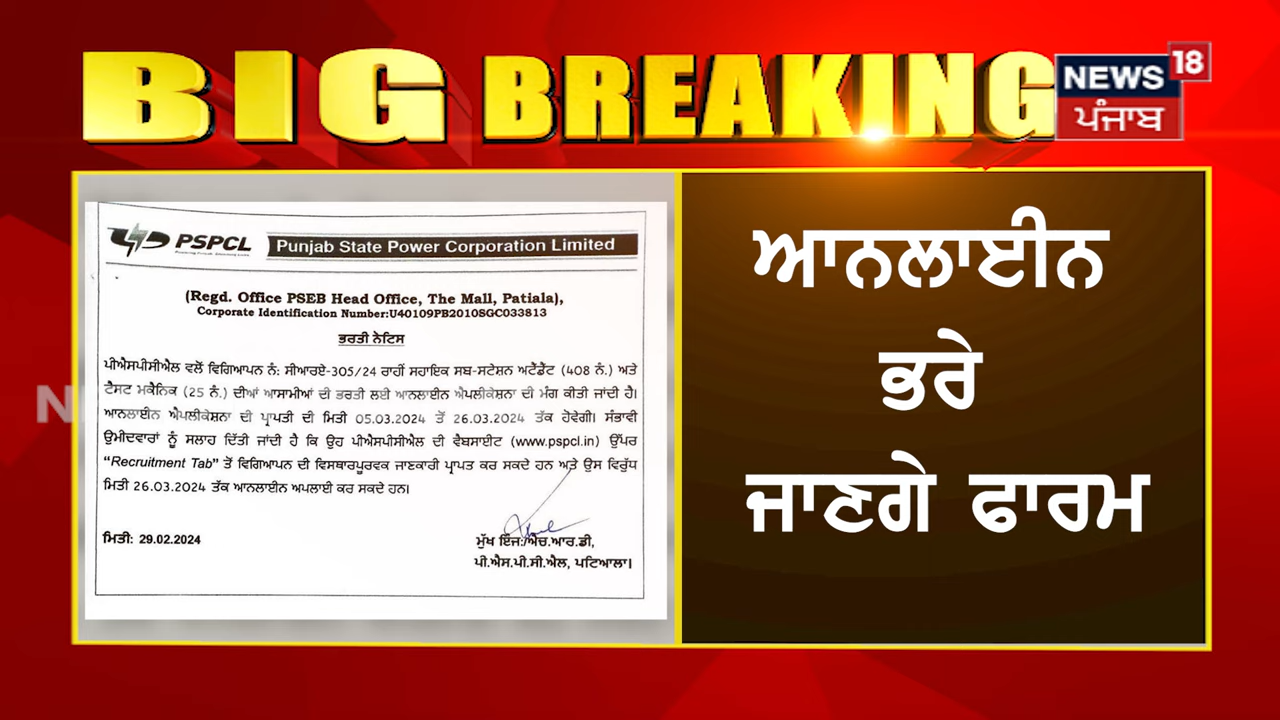 BIG BREAKING
NEWS 18
ਪੰਜਾਬ
PSPCL
Punjab State Power Corporation Limited
(Regd. Office PSEB Head Office, The Mall, Patiala),
Corporate Identification Number:U40109PB2010SGC033813
ਭਰਤੀ ਨੋਟਿਸ
ਪੀਐਸਪੀਸੀਐਲ ਵਲੋਂ ਵਿਗਿਆਪਨ ਨੰ: ਸੀਆਰਏ-305/24 ਰਾਹੀਂ ਸਹਾਇਕ ਸਬ-ਸਟੇਸ਼ਨ ਅਟੈਂਡੈਂਟ (408 ਨੰ.) ਅਤੇ
ਟੈਸਟ ਮਕੈਨਿਕ (25 ਨੰ.) ਦੀਆਂ ਆਸਾਮੀਆਂ ਦੀ ਭਰਤੀ ਲਈ ਆਨਲਾਈਨ ਐਪਲੀਕੇਸ਼ਨਾ ਦੀ ਮੰਗ ਕੀਤੀ ਜਾਂਦੀ ਹੈ।
ਆਨਲਾਈਨ ਐਪਲੀਕੇਸ਼ਨਾ ਦੀ ਪ੍ਰਾਪਤੀ ਦੀ ਮਿਤੀ 05.03.2024 ਤੋਂ 26.03.2024 ਤੱਕ ਹੋਵੇਗੀ। ਸੰਭਾਵੀ
ਉਮੀਦਵਾਰਾਂ ਨੂੰ ਸਲਾਹ ਦਿੱਤੀ ਜਾਂਦੀ ਹੈ ਕਿ ਉਹ ਪੀਐਸਪੀਸੀਐਲ ਦੀ ਵੈਬਸਾਈਟ (www.pspcl.in) ਉੱਪਰ
“Recruitment Tab” ਤੋਂ ਵਿਗਿਆਪਨ ਦੀ ਵਿਸਥਾਰਪੂਰਵਕ ਜਾਣਕਾਰੀ ਪ੍ਰਾਪਤ ਕਰ ਸਕਦੇ ਹਨ ਅਤੇ ਉਸ ਵਿਰੁੱਧ
ਮਿਤੀ 26.03.2024 ਤੱਕ ਆਨਲਾਈਨ ਅਪਲਾਈ ਕਰ ਸਕਦੇ ਹਨ।
ਮਿਤੀ: 29.02.2024
ਮੁੱਖ ਇੰਜ:/ਐਚ.ਆਰ.ਡੀ,
ਪੀ.ਐਸ.ਪੀ.ਸੀ.ਐਲ, ਪਟਿਆਲਾ।
ਆਨਲਾਈਨ
ਭਰੇ
ਜਾਣਗੇ ਫਾਰਮ